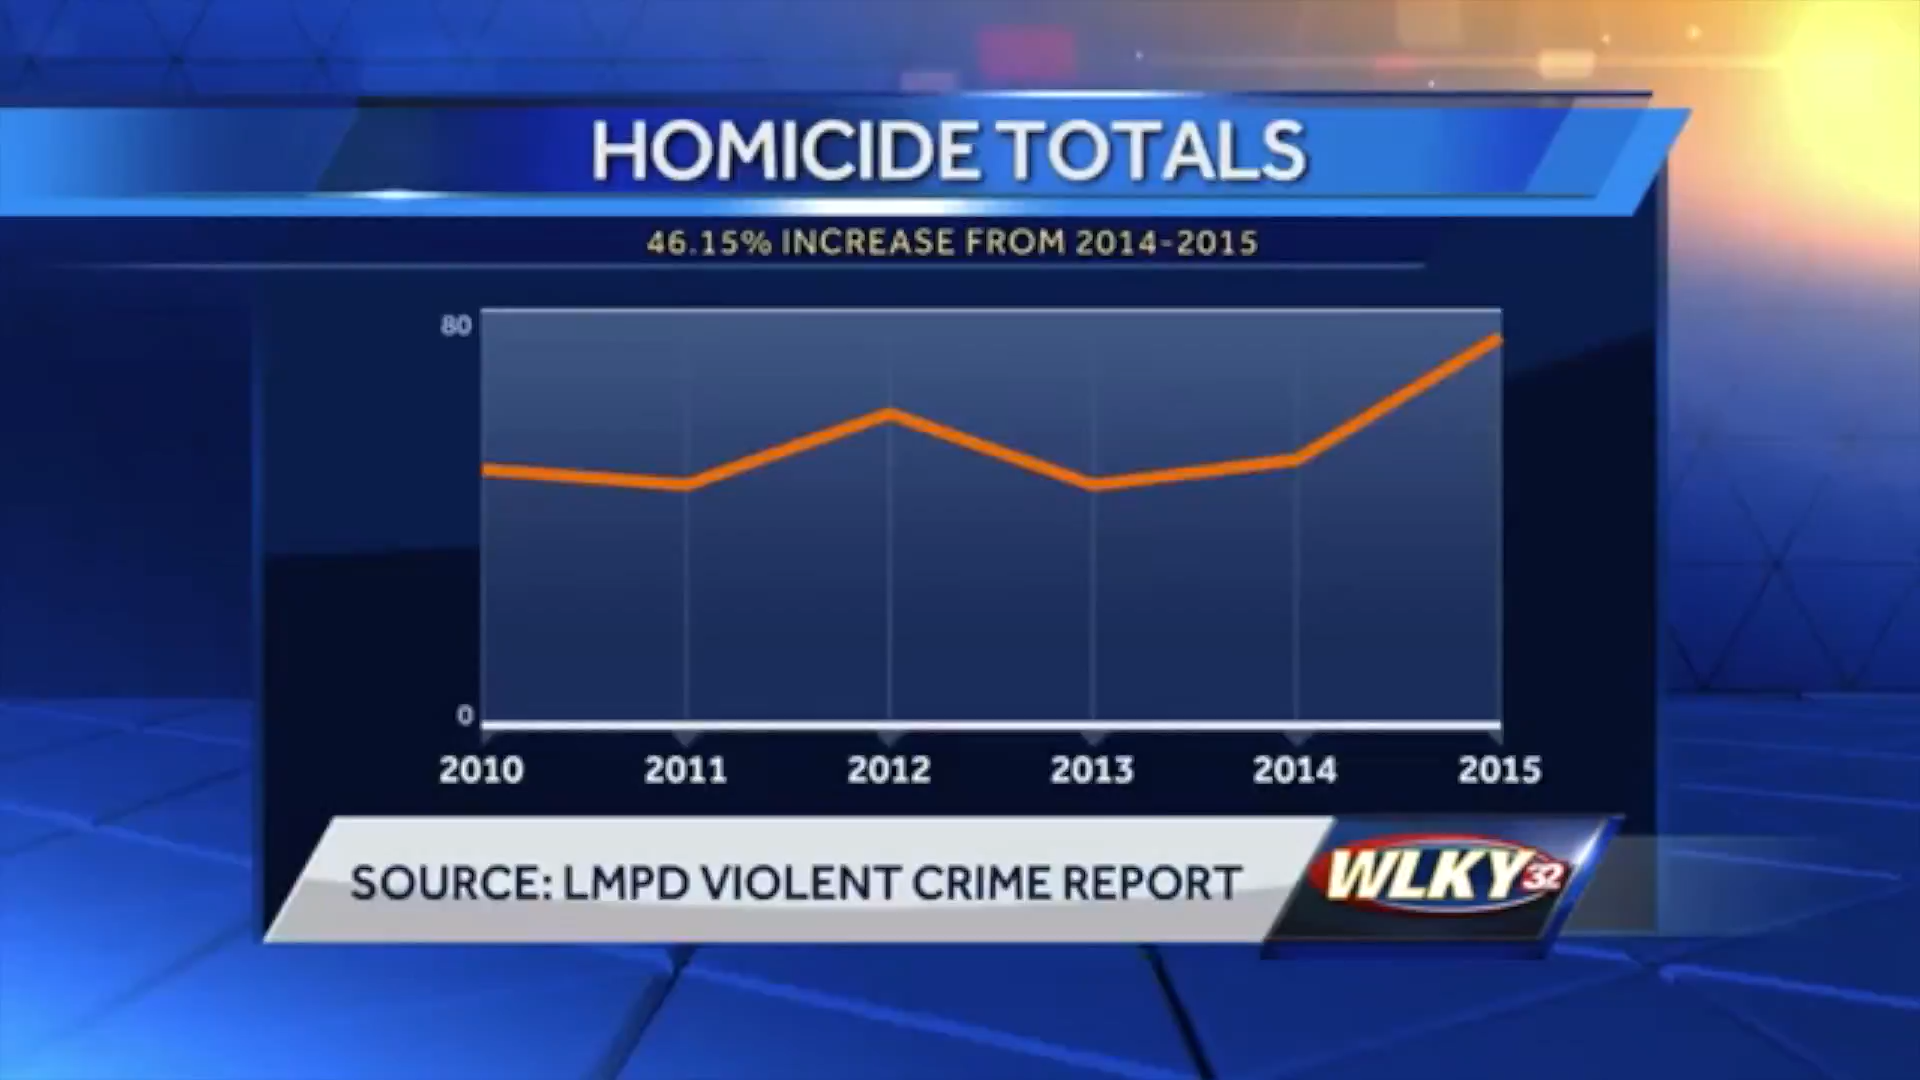 HOMICIDE TOTALS
46.15% INCREASE FROM 2014-2015
80
0
2010 2011 2012 2013 2014 2015
SOURCE: LMPD VIOLENT CRIME REPORT
WLKY 32